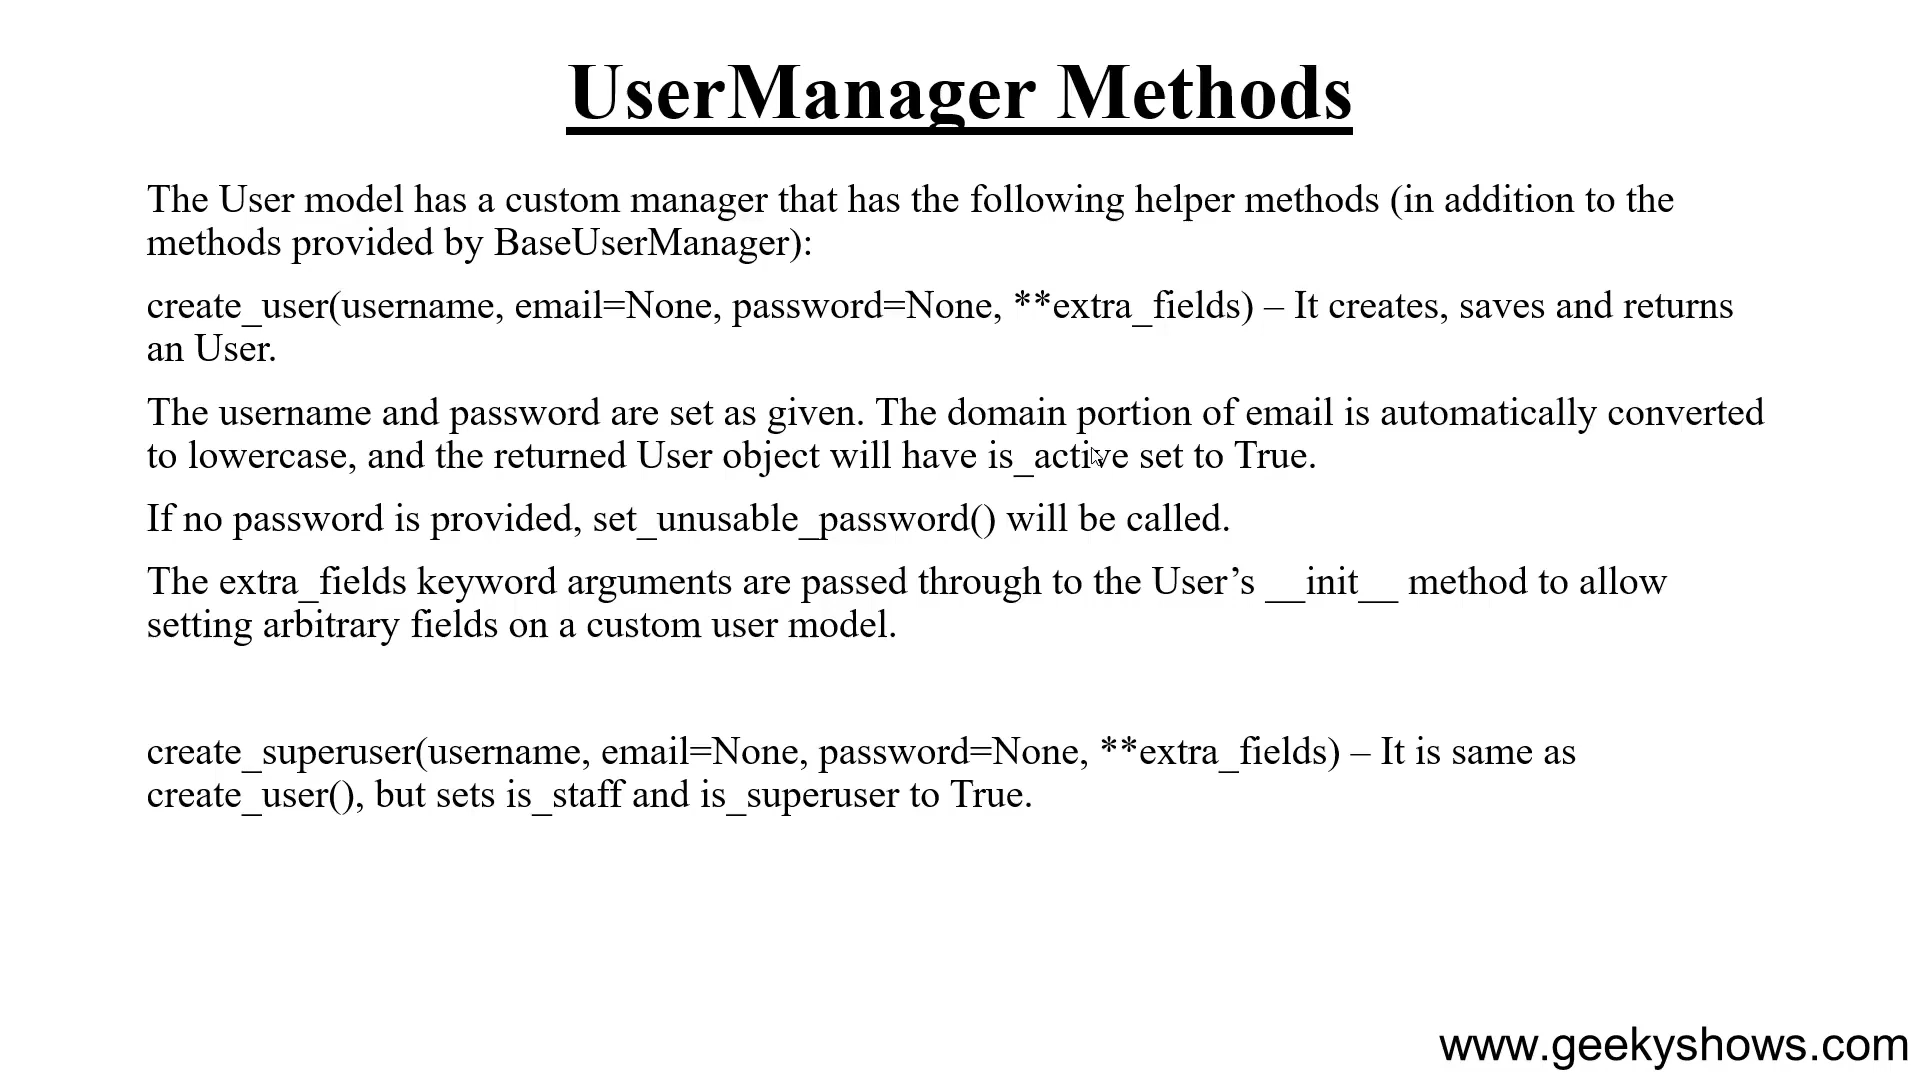 UserManager Methods
The User model has a custom manager that has the following helper methods (in addition to the
methods provided by BaseUserManager):
create_user(username, email=None, password=None, **extra_fields) – It creates, saves and returns
an User.
The username and password are set as given. The domain portion of email is automatically converted
to lowercase, and the returned User object will have is_active set to True.
If no password is provided, set_unusable_password() will be called.
The extra_fields keyword arguments are passed through to the User’s __init__ method to allow
setting arbitrary fields on a custom user model.
create_superuser(username, email=None, password=None, **extra_fields) – It is same as
create_user(), but sets is_staff and is_superuser to True.
www.geekyshows.com